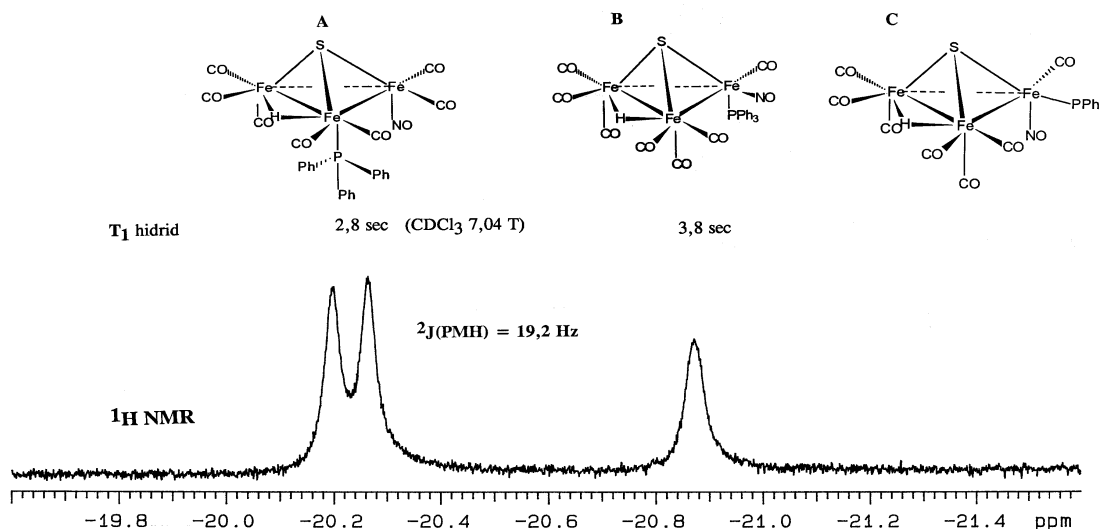 A B C
S
CO
Fe Fe
CO
CO
CO
H
CO
Fe
CO CO
NO
P
Ph Ph
Ph
S
CO
CO
Fe Fe
CO
NO
PPh3
H
Fe
CO
CO
CO
CO
S
CO
CO
Fe Fe
CO
PPh
NO
H
CO
Fe
CO CO
CO
T1 hidrid 2,8 sec (CDCl3 7,04 T) 3,8 sec
2J(PMH) = 19,2 Hz
1H NMR
-19.8 -20.0 -20.2 -20.4 -20.6 -20.8 -21.0 -21.2 -21.4 ppm